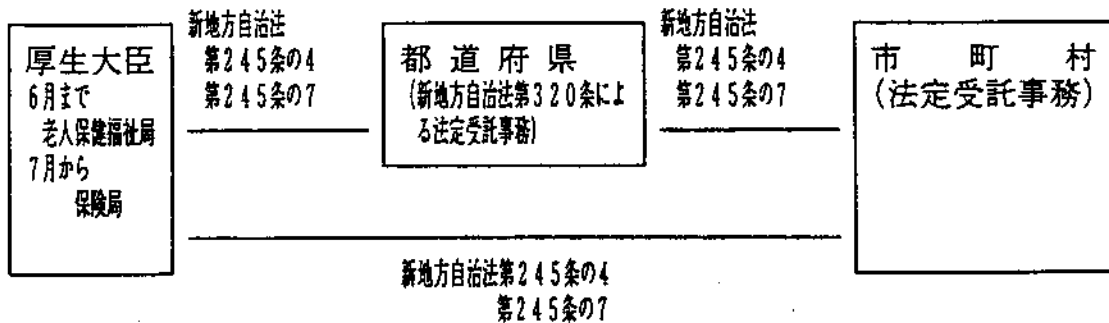 厚生大臣
6月まで
老人保健福祉局
7月から
保険局
新地方自治法
第245条の4
第245条の7
都道府県
(新地方自治法第320条によ
る法定受託事務)
新地方自治法
第245条の4
第245条の7
市町村
(法定受託事務)
新地方自治法第245条の4
第245条の7